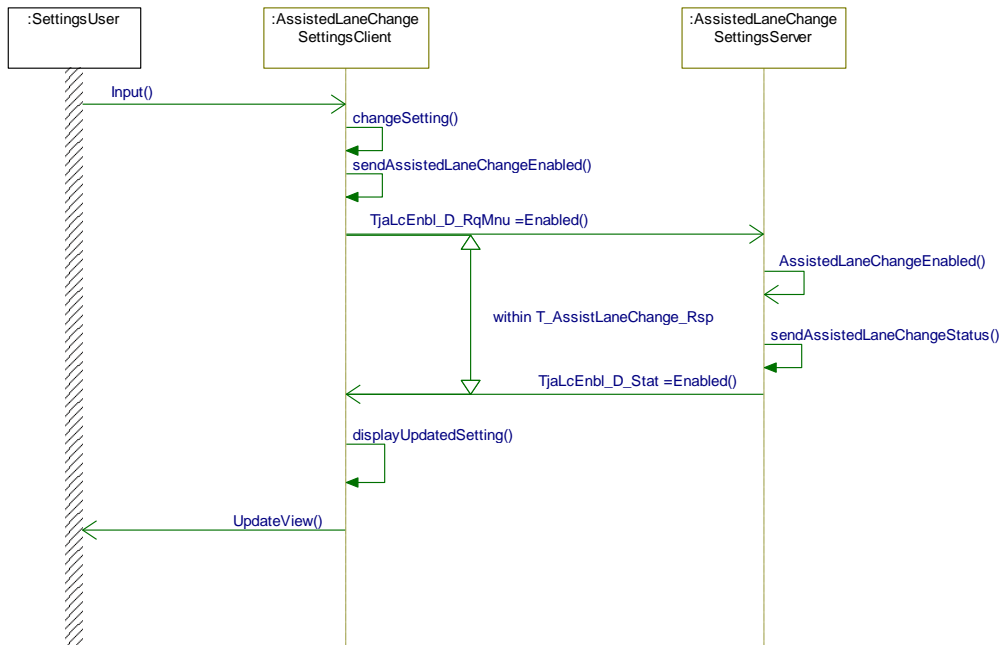 :SettingsUser
:AssistedLaneChange
SettingsClient
:AssistedLaneChange
SettingsServer
Input()
changeSetting()
sendAssistedLaneChangeEnabled()
TjaLcEnbl_D_RqMnu =Enabled()
AssistedLaneChangeEnabled()
within T_AssistLaneChange_Rsp
sendAssistedLaneChangeStatus()
TjaLcEnbl_D_Stat =Enabled()
displayUpdatedSetting()
UpdateView()